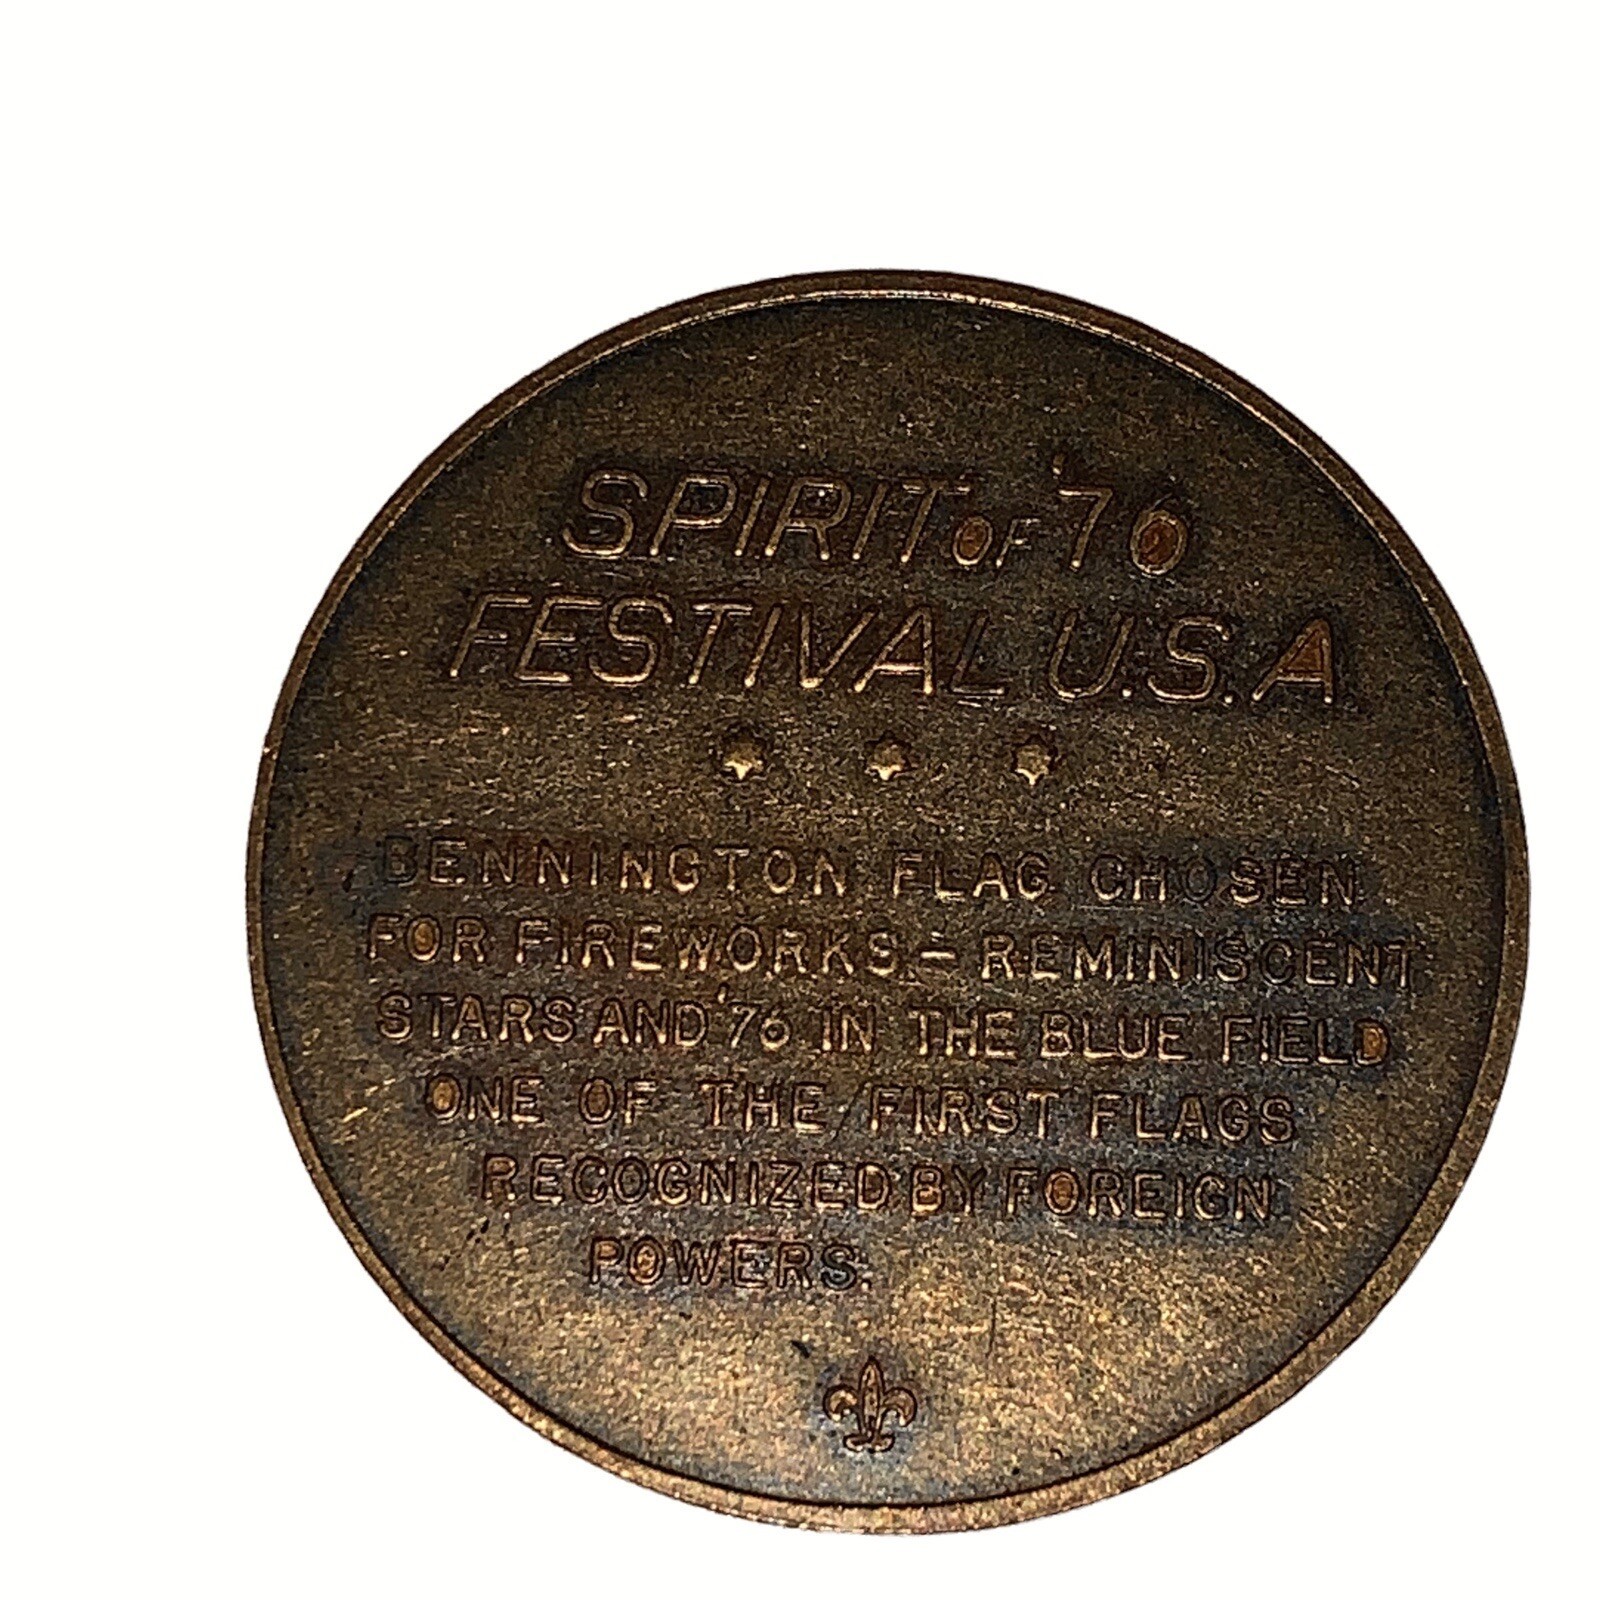 SPIRIT OF '76
FESTIVAL U.S.A.
BENNINGTON FLAG CHOSEN
FOR FIREWORKS – REMINISCENT
STARS AND '76 IN THE BLUE FIELD
ONE OF THE FIRST FLAGS
RECOGNIZED BY FOREIGN
POWERS.